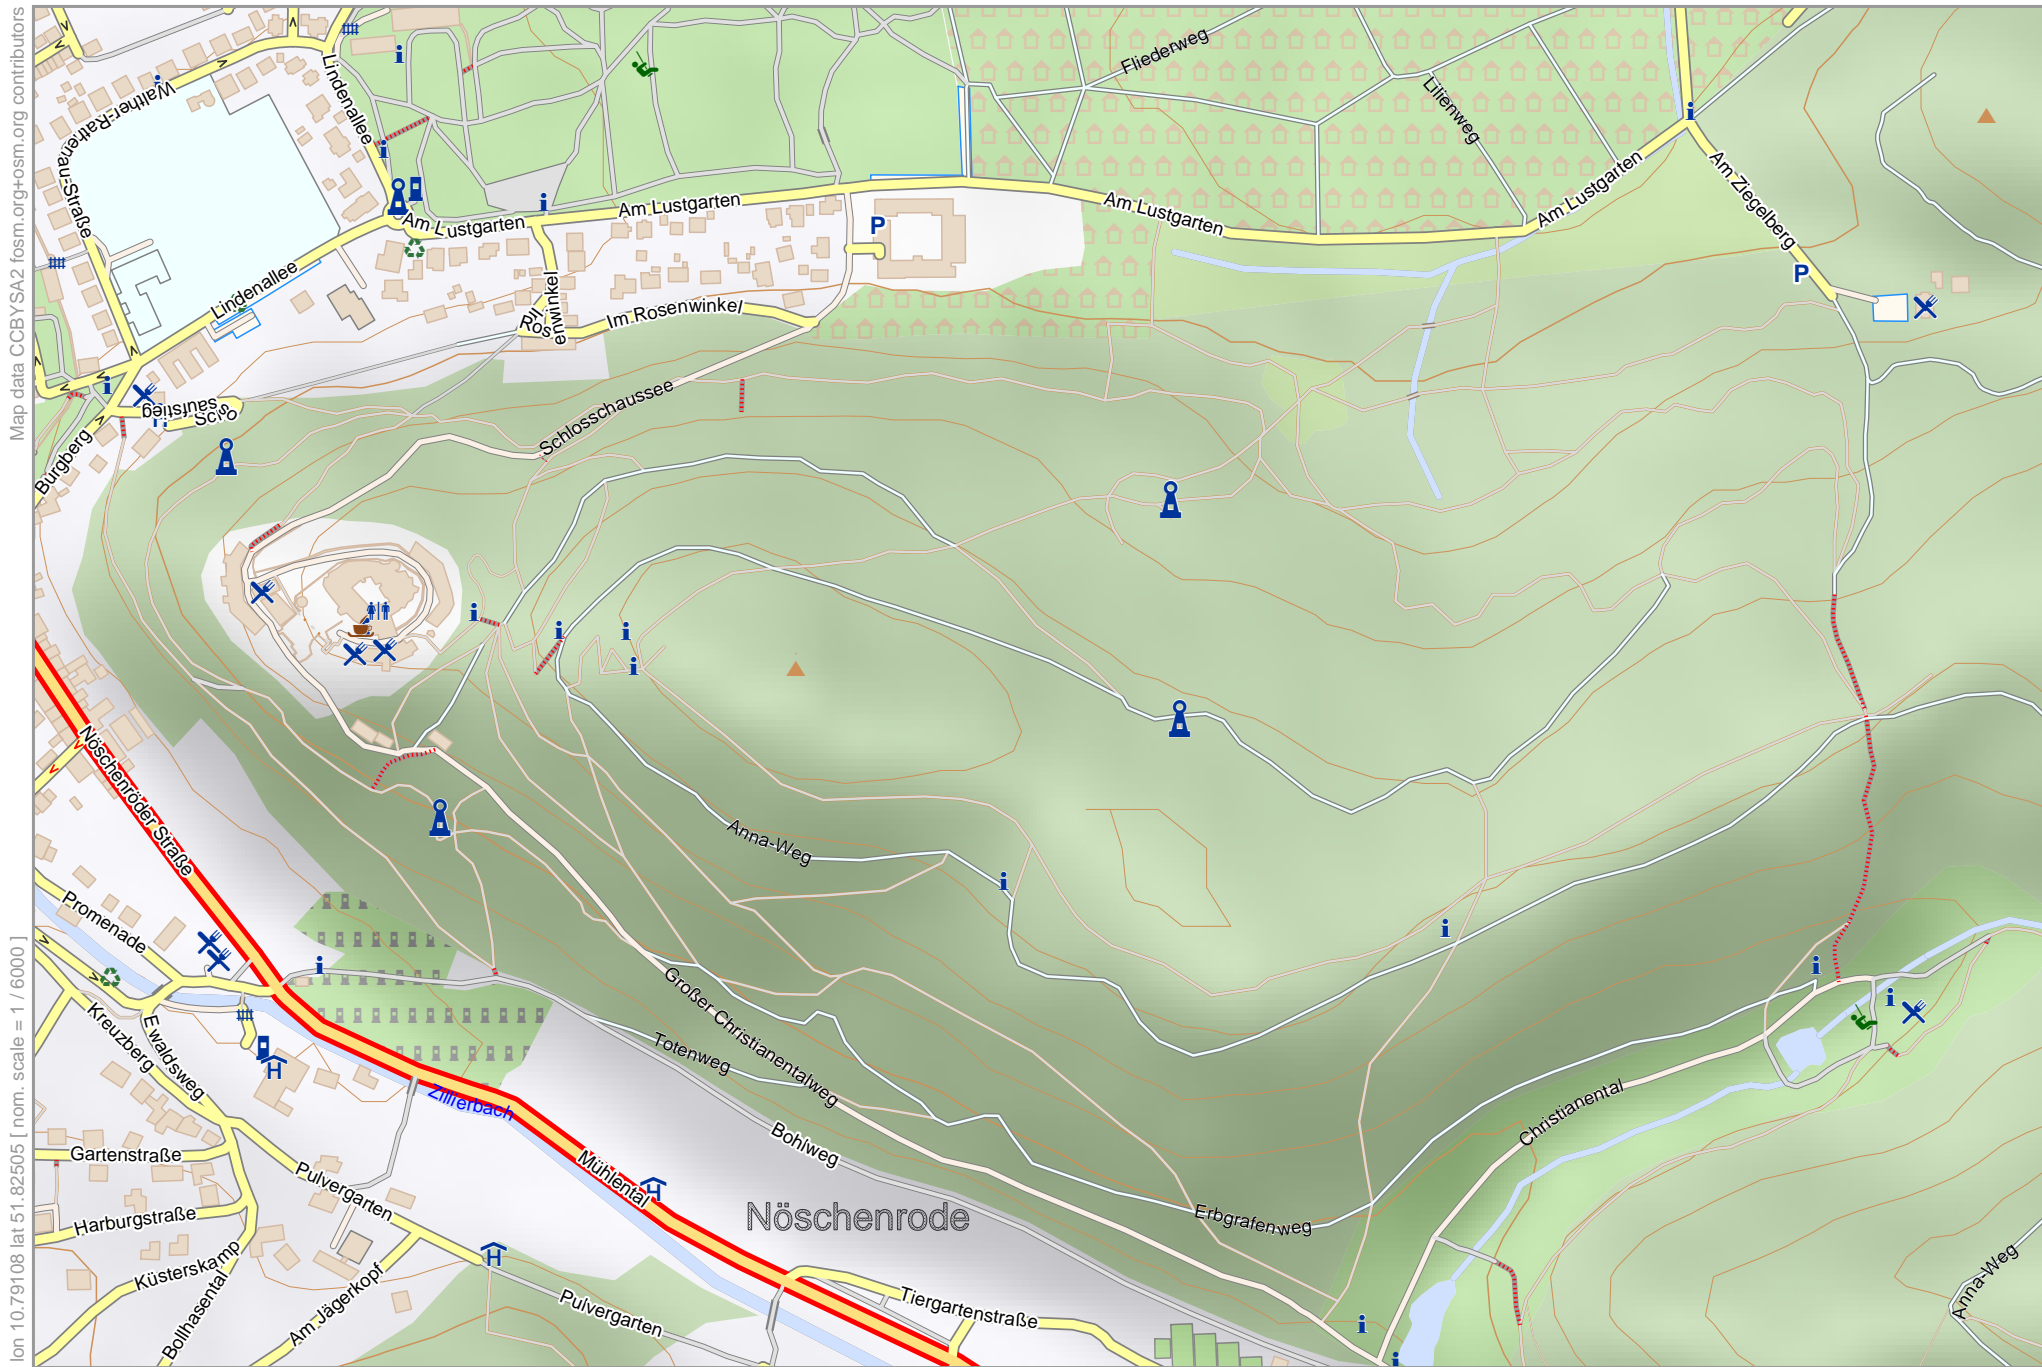 Map data CCBYSA2 fosm.org+osm.org contributors
lon 10.79108 lat 51.82505 [ nom. scale = 1 / 6000 ]
Walther-Rathenau-Straße
Lindenallee
Fliederweg
Lilienweg
Am Lustgarten
Am Lustgarten
Am Lustgarten
Am Lustgarten
Am Ziegelberg
Lindenallee
Im Rosenwinkel
Im Rosenwinkel
P
P
Schlosschaussee
Burgberg
Nöschenröder Straße
Anna-Weg
Promenade
Kreuzberg
Ewaldsweg
Großer Christianentalweg
Totenweg
Zillierbach
Bohlweg
Christianental
Mühlental
Gartenstraße
Pulvergarten
Harburgstraße
Nöschenrode
Erbgrafenweg
Küsterskamp
Bollhasental
Am Jägerkopf
Pulvergarten
Tiergartenstraße
Anna-Weg
H
H
H